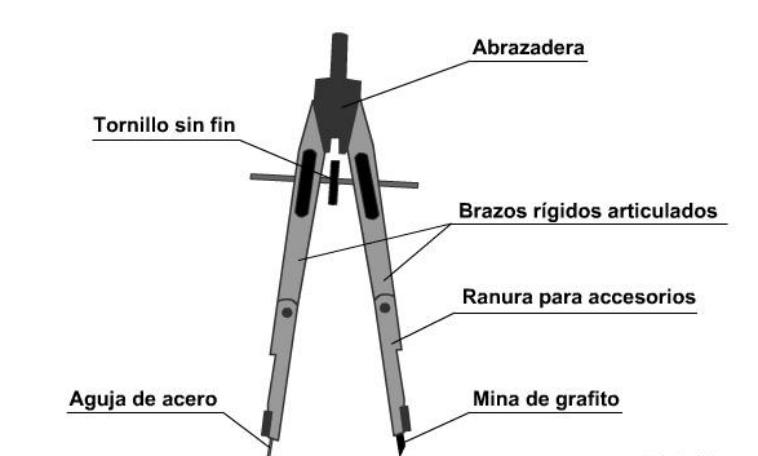 Abrazadera
Tornillo sin fin
Brazos rígidos articulados
Ranura para accesorios
Aguja de acero
Mina de grafito